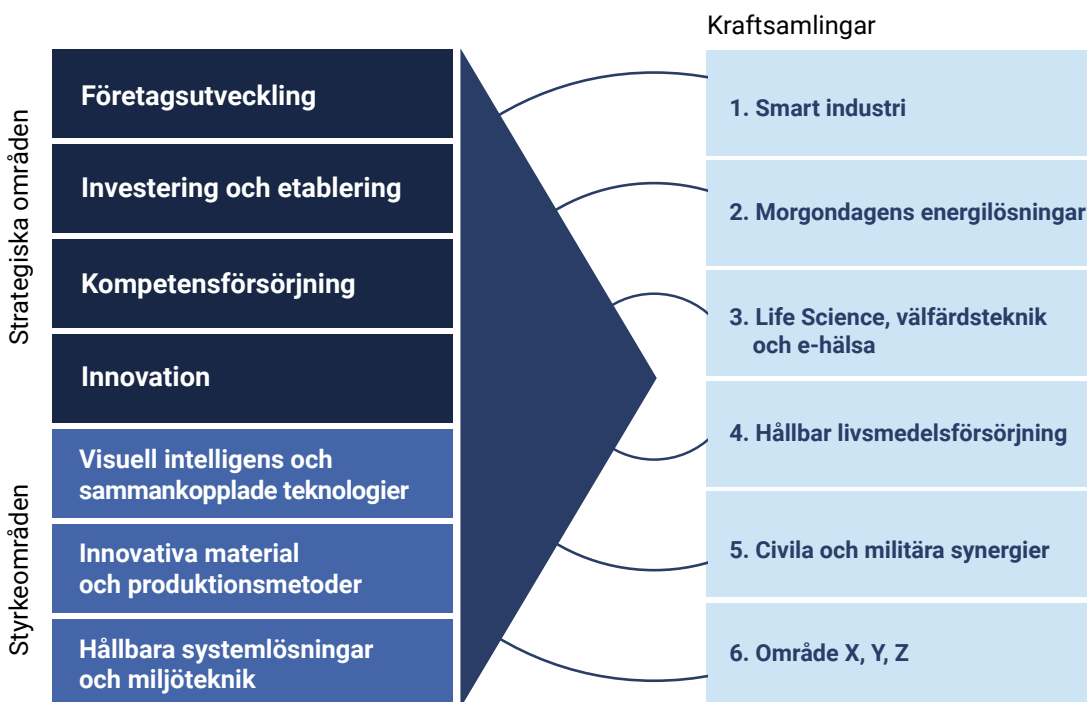 Strategiska områden
Företagsutveckling
Investering och etablering
Kompetensförsörjning
Innovation
Styrkeområden
Visuell intelligens och
sammankopplade teknologier
Innovativa material
och produktionsmetoder
Hållbara systemlösningar
och miljöteknik
Kraftsamlingar
1. Smart industri
2. Morgondagens energilösningar
3. Life Science, välfärdsteknik
och e-hälsa
4. Hållbar livsmedelsförsörjning
5. Civila och militära synergier
6. Område X, Y, Z